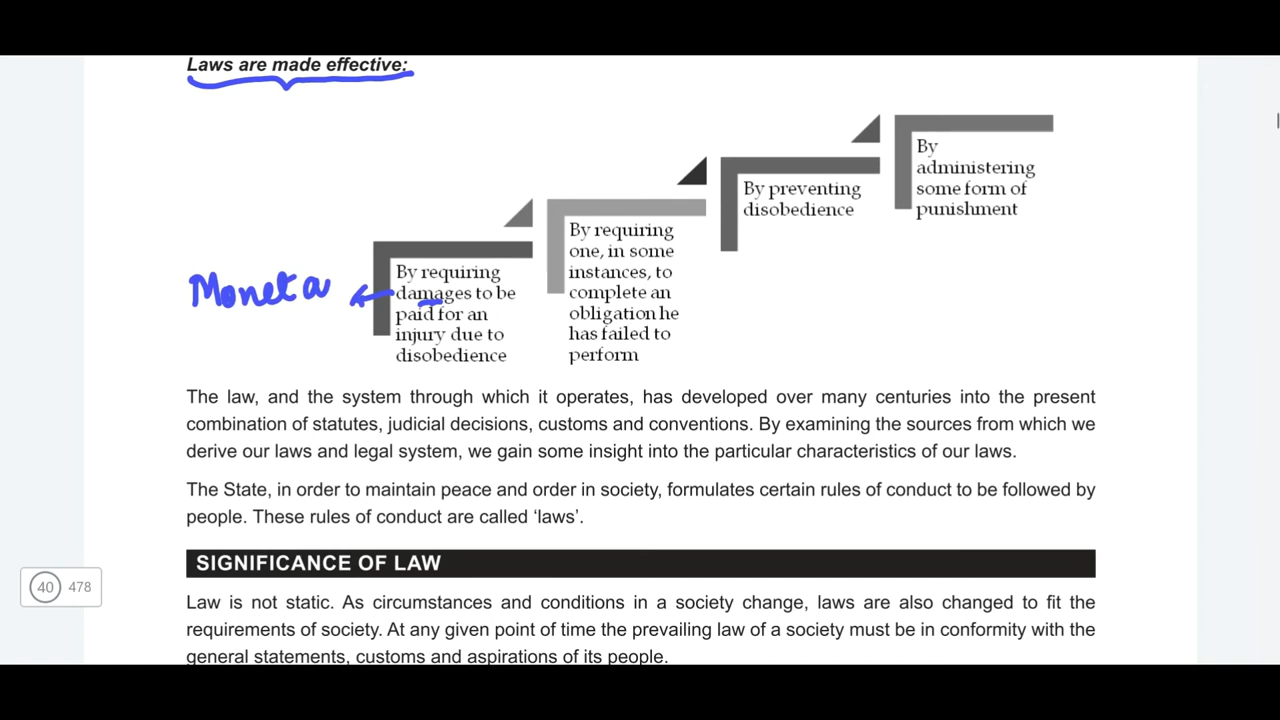 Laws are made effective:
By requiring
damages to be
paid for an
injury due to
disobedience
By requiring
one, in some
instances, to
complete an
obligation he
has failed to
perform
By preventing
disobedience
By
administering
some form of
punishment
Moneta
The law, and the system through which it operates, has developed over many centuries into the present
combination of statutes, judicial decisions, customs and conventions. By examining the sources from which we
derive our laws and legal system, we gain some insight into the particular characteristics of our laws.
The State, in order to maintain peace and order in society, formulates certain rules of conduct to be followed by
people. These rules of conduct are called ‘laws’.
SIGNIFICANCE OF LAW
40 478
Law is not static. As circumstances and conditions in a society change, laws are also changed to fit the
requirements of society. At any given point of time the prevailing law of a society must be in conformity with the
general statements, customs and aspirations of its people.